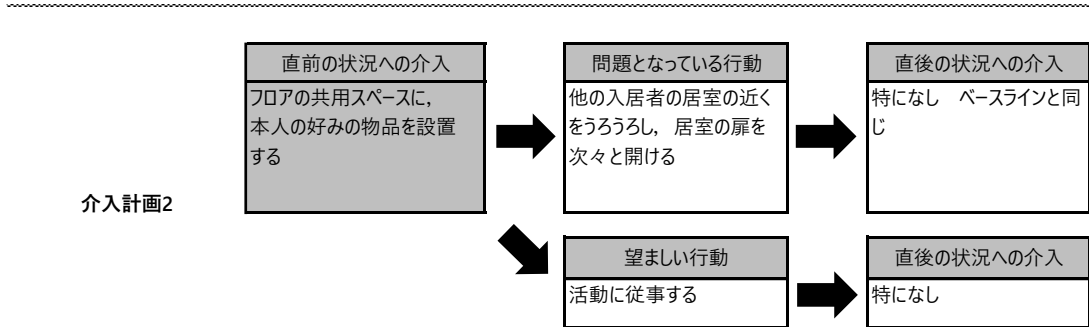 直前の状況への介入
フロアの共用スペースに，
本人の好みの物品を設置
する
問題となっている行動
他の入居者の居室の近く
をうろうろし，居室の扉を
次々と開ける
直後の状況への介入
特になし　ベースラインと同
じ
介入計画2
望ましい行動
活動に従事する
直後の状況への介入
特になし